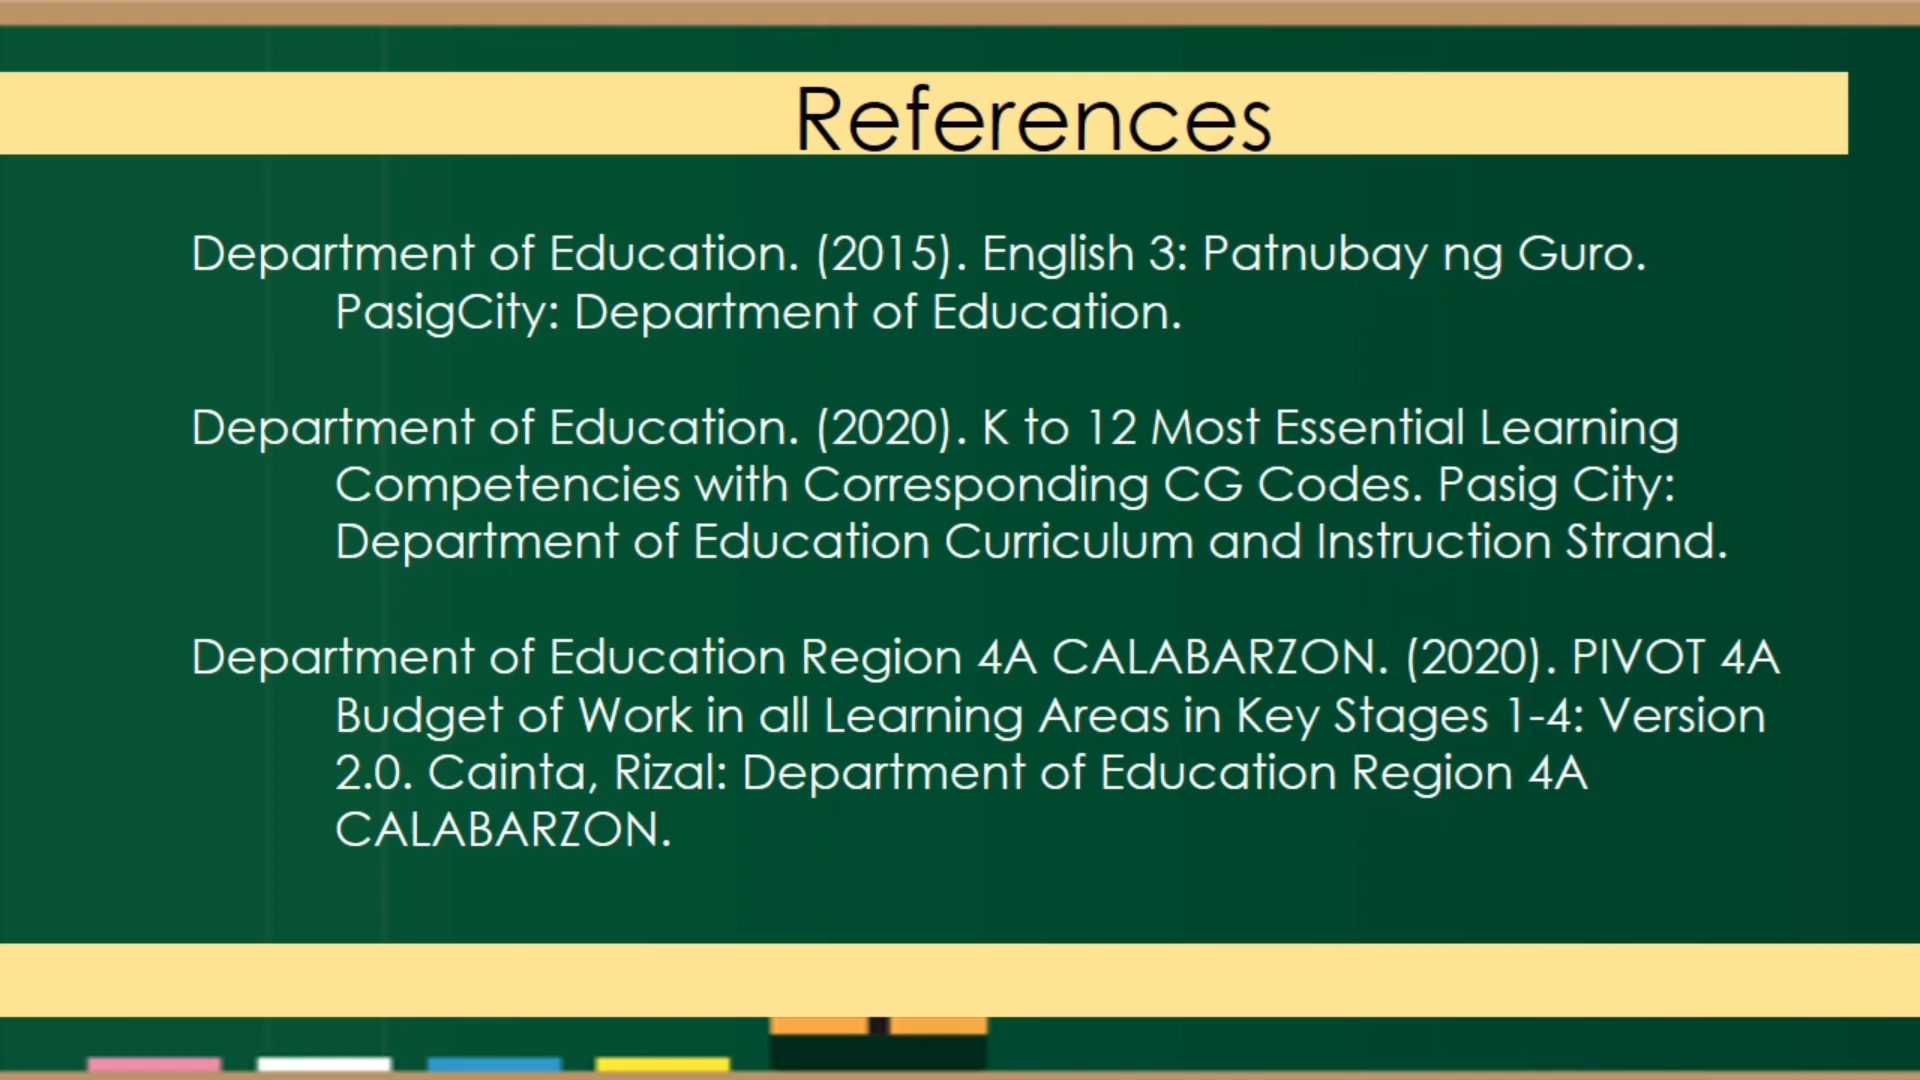 References
Department of Education. (2015). English 3: Patnubay ng Guro.
PasigCity: Department of Education.
Department of Education. (2020). K to 12 Most Essential Learning
Competencies with Corresponding CG Codes. Pasig City:
Department of Education Curriculum and Instruction Strand.
Department of Education Region 4A CALABARZON. (2020). PIVOT 4A
Budget of Work in all Learning Areas in Key Stages 1-4: Version
2.0. Cainta, Rizal: Department of Education Region 4A
CALABARZON.